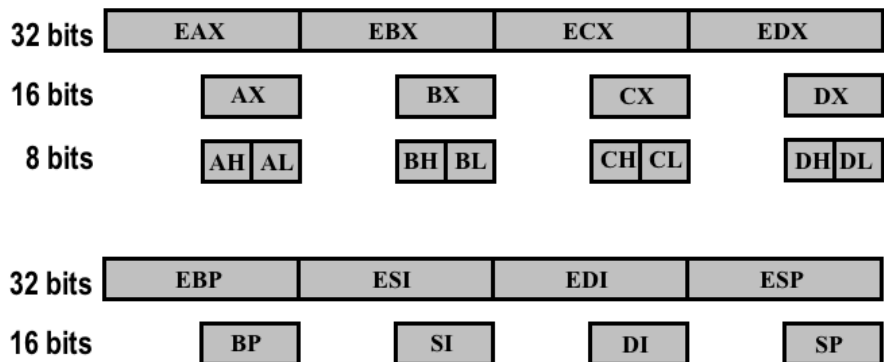 32 bits EAX EBX ECX EDX
16 bits AX BX CX DX
8 bits AH AL BH BL CH CL DH DL
32 bits EBP ESI EDI ESP
16 bits BP SI DI SP